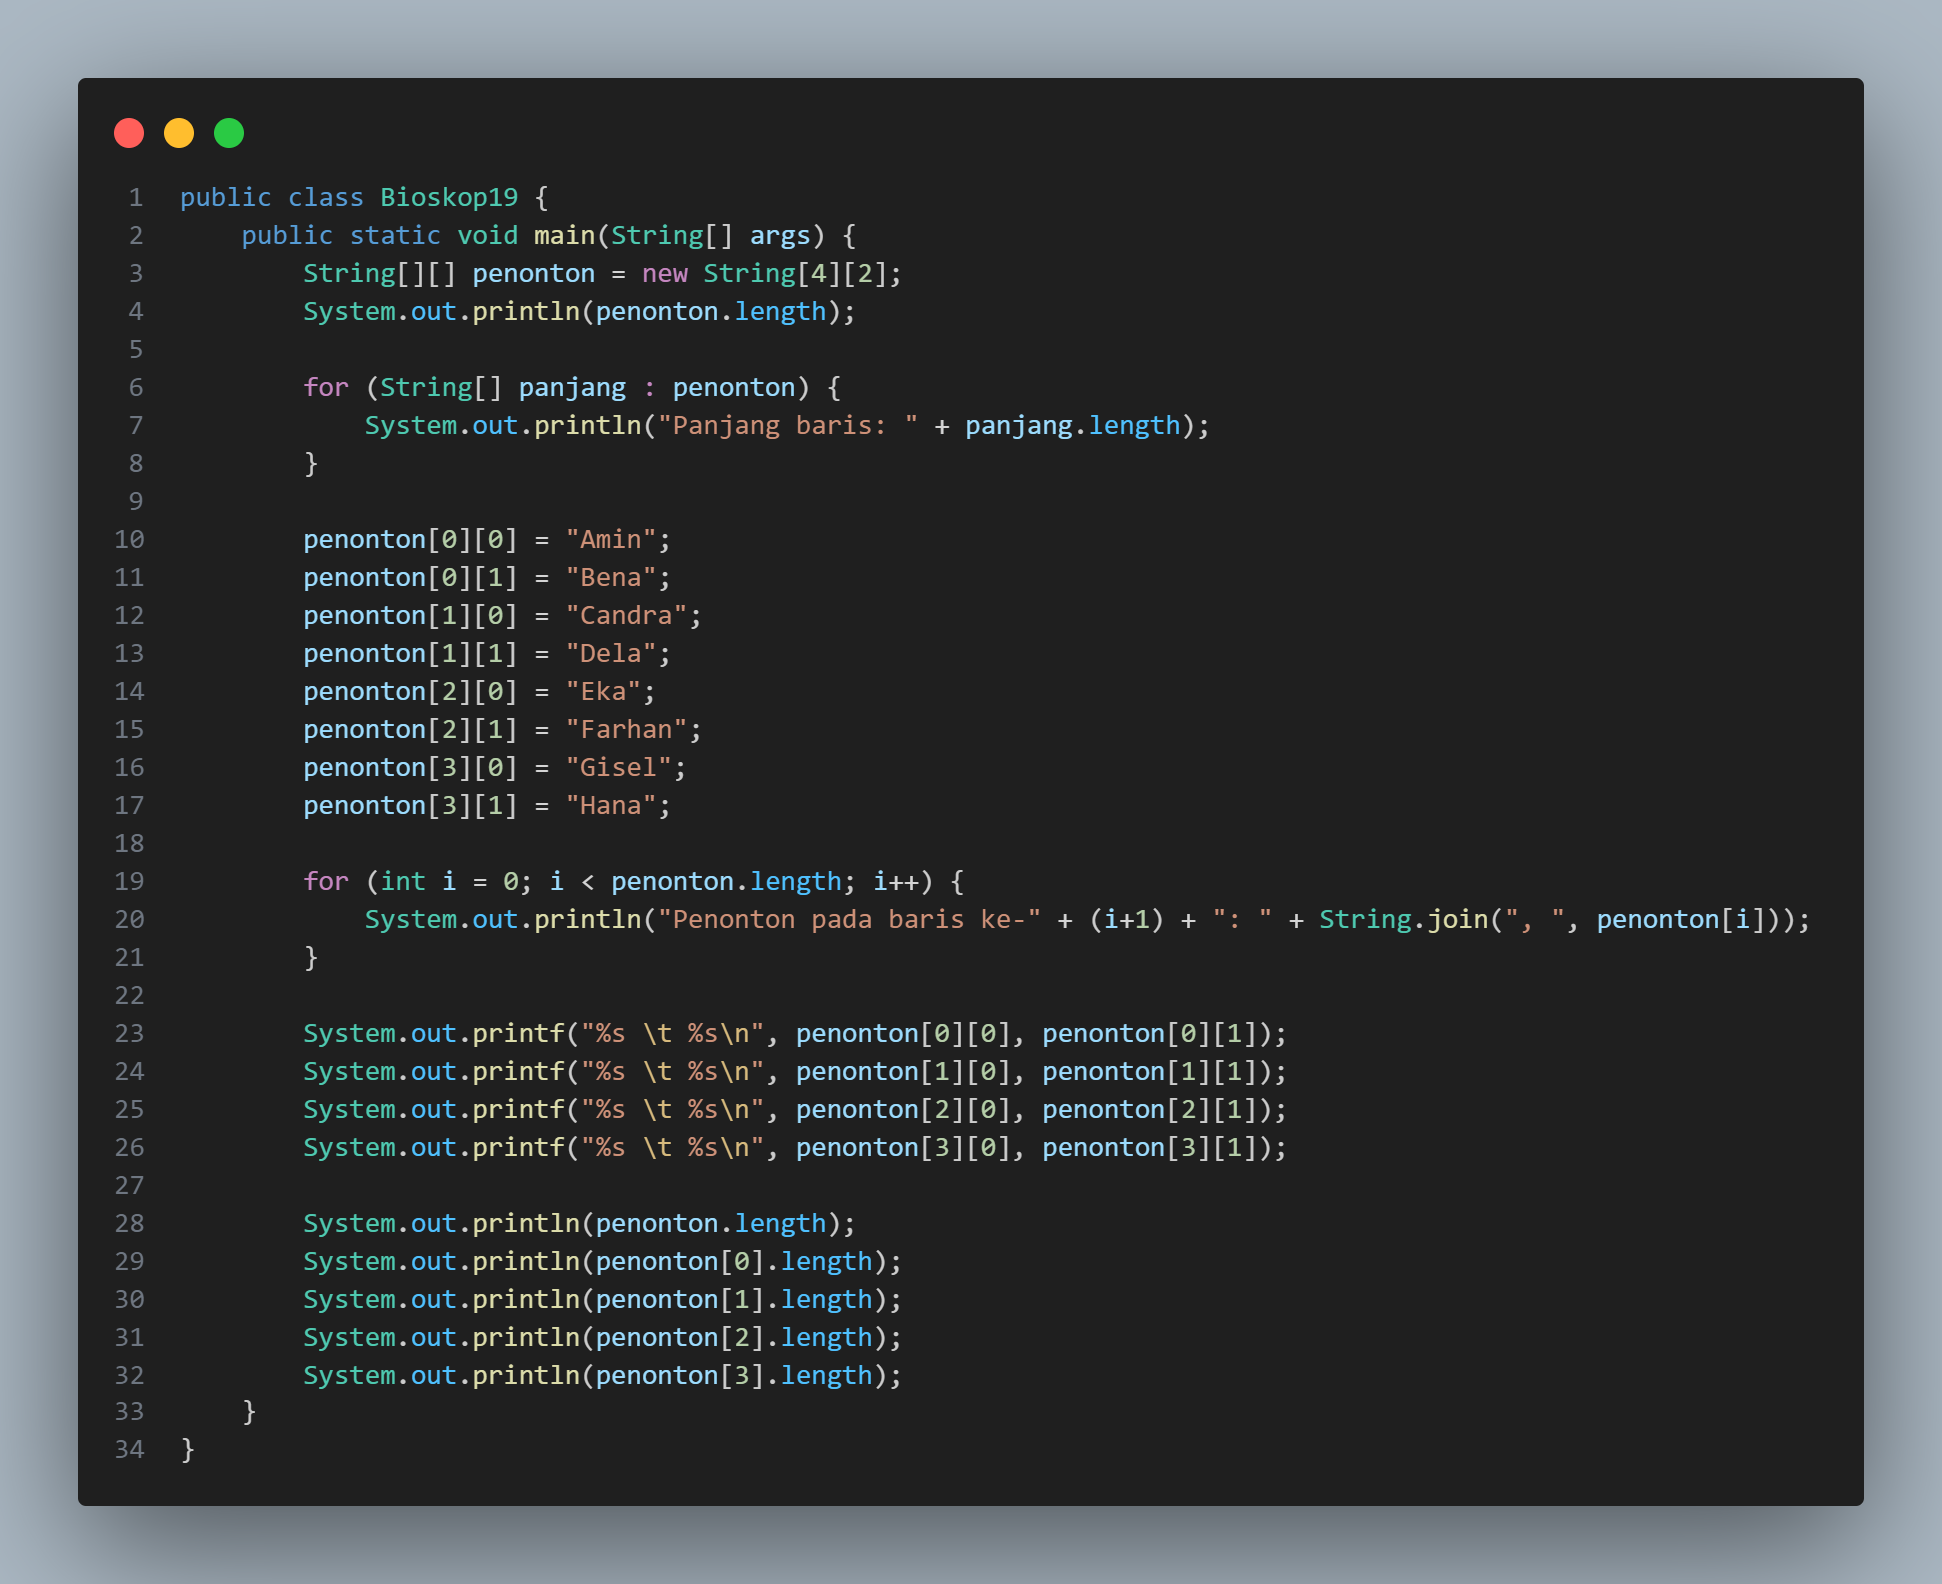 1 public class Bioskop19 {
2     public static void main(String[] args) {
3         String[][] penonton = new String[4][2];
4         System.out.println(penonton.length);
5
6         for (String[] panjang : penonton) {
7             System.out.println("Panjang baris: " + panjang.length);
8         }
9
10         penonton[0][0] = "Amin";
11         penonton[0][1] = "Bena";
12         penonton[1][0] = "Candra";
13         penonton[1][1] = "Dela";
14         penonton[2][0] = "Eka";
15         penonton[2][1] = "Farhan";
16         penonton[3][0] = "Gisel";
17         penonton[3][1] = "Hana";
18
19         for (int i = 0; i < penonton.length; i++) {
20             System.out.println("Penonton pada baris ke-" + (i+1) + ": " + String.join(", ", penonton[i]));
21         }
22
23         System.out.printf("%s \t %s\n", penonton[0][0], penonton[0][1]);
24         System.out.printf("%s \t %s\n", penonton[1][0], penonton[1][1]);
25         System.out.printf("%s \t %s\n", penonton[2][0], penonton[2][1]);
26         System.out.printf("%s \t %s\n", penonton[3][0], penonton[3][1]);
27
28         System.out.println(penonton.length);
29         System.out.println(penonton[0].length);
30         System.out.println(penonton[1].length);
31         System.out.println(penonton[2].length);
32         System.out.println(penonton[3].length);
33     }
34 }